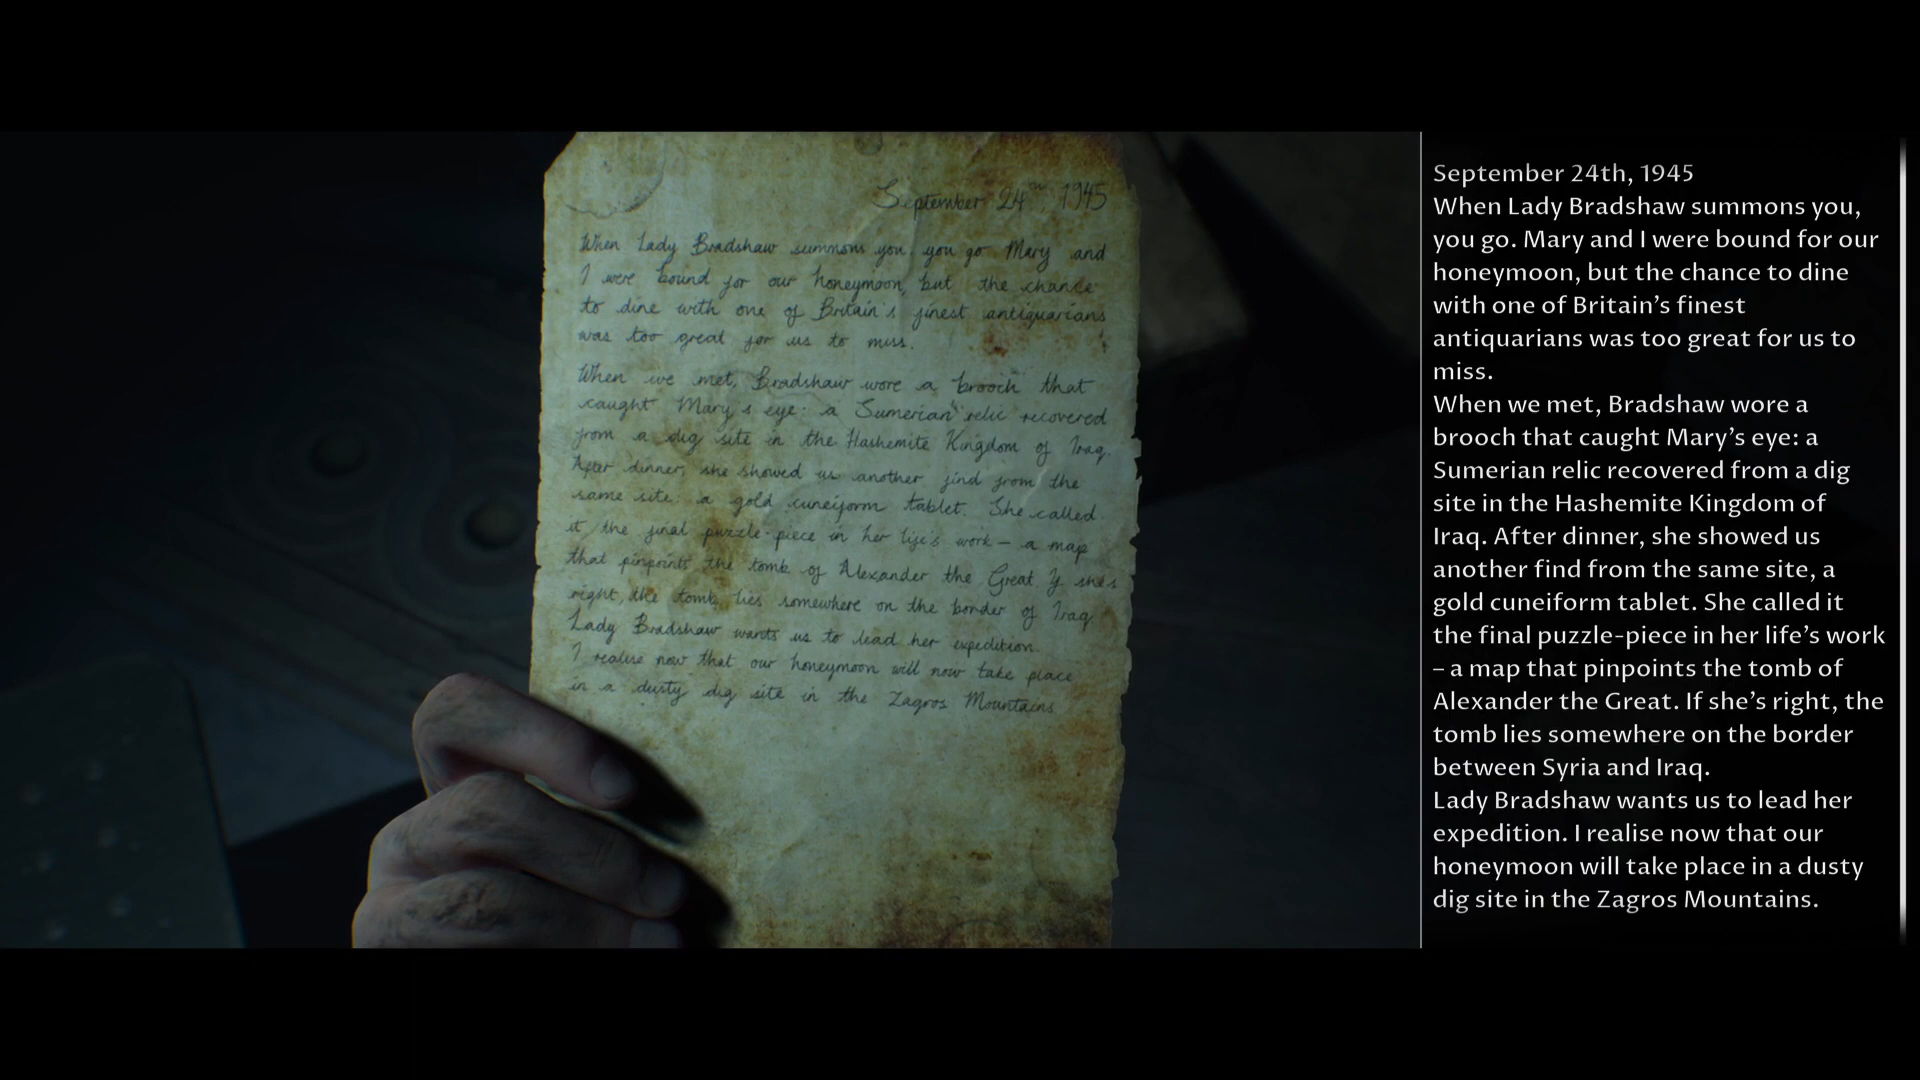 September 24th, 1945
When Lady Bradshaw summons you, you go. Mary and
I were bound for our honeymoon, but the chance
to dine with one of Britain's finest antiquarians
was too great for us to miss.
When we met, Bradshaw wore a brooch that
caught Mary's eye: a Sumerian relic recovered
from a dig site in the Hashemite Kingdom of Iraq.
After dinner, she showed us another find from the
same site: a gold cuneiform tablet. She called
it the final puzzle-piece in her life's work – a map
that pinpoints the tomb of Alexander the Great. If she's
right, the tomb lies somewhere on the border of Iraq.
Lady Bradshaw wants us to lead her expedition.
I realise now that our honeymoon will now take place
in a dusty dig site in the Zagros Mountains
September 24th, 1945
When Lady Bradshaw summons you,
you go. Mary and I were bound for our
honeymoon, but the chance to dine
with one of Britain’s finest
antiquarians was too great for us to
miss.
When we met, Bradshaw wore a
brooch that caught Mary’s eye: a
Sumerian relic recovered from a dig
site in the Hashemite Kingdom of
Iraq. After dinner, she showed us
another find from the same site, a
gold cuneiform tablet. She called it
the final puzzle-piece in her life’s work
– a map that pinpoints the tomb of
Alexander the Great. If she’s right, the
tomb lies somewhere on the border
between Syria and Iraq.
Lady Bradshaw wants us to lead her
expedition. I realise now that our
honeymoon will take place in a dusty
dig site in the Zagros Mountains.